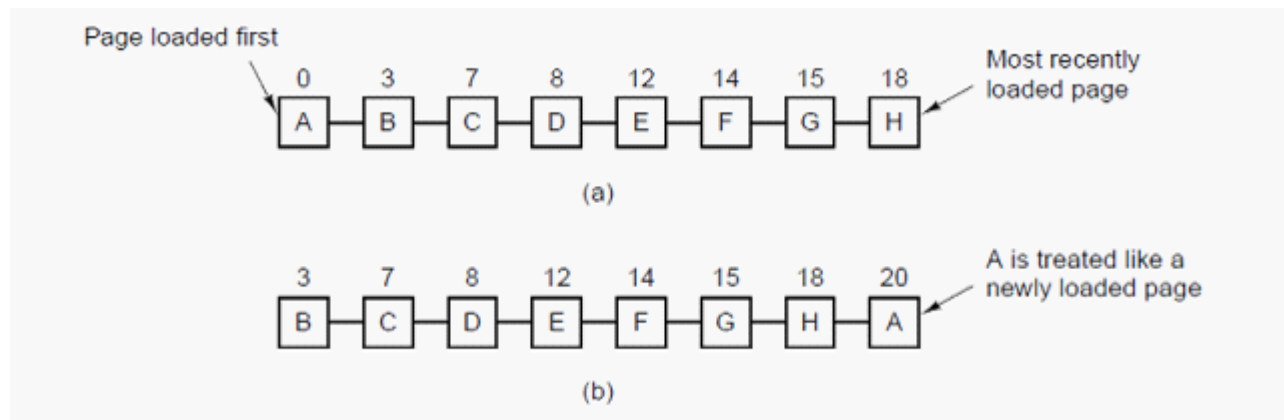 Page loaded first
0 3 7 8 12 14 15 18
Most recently
loaded page
A B C D E F G H
(a)
3 7 8 12 14 15 18 20
A is treated like a
newly loaded page
B C D E F G H A
(b)